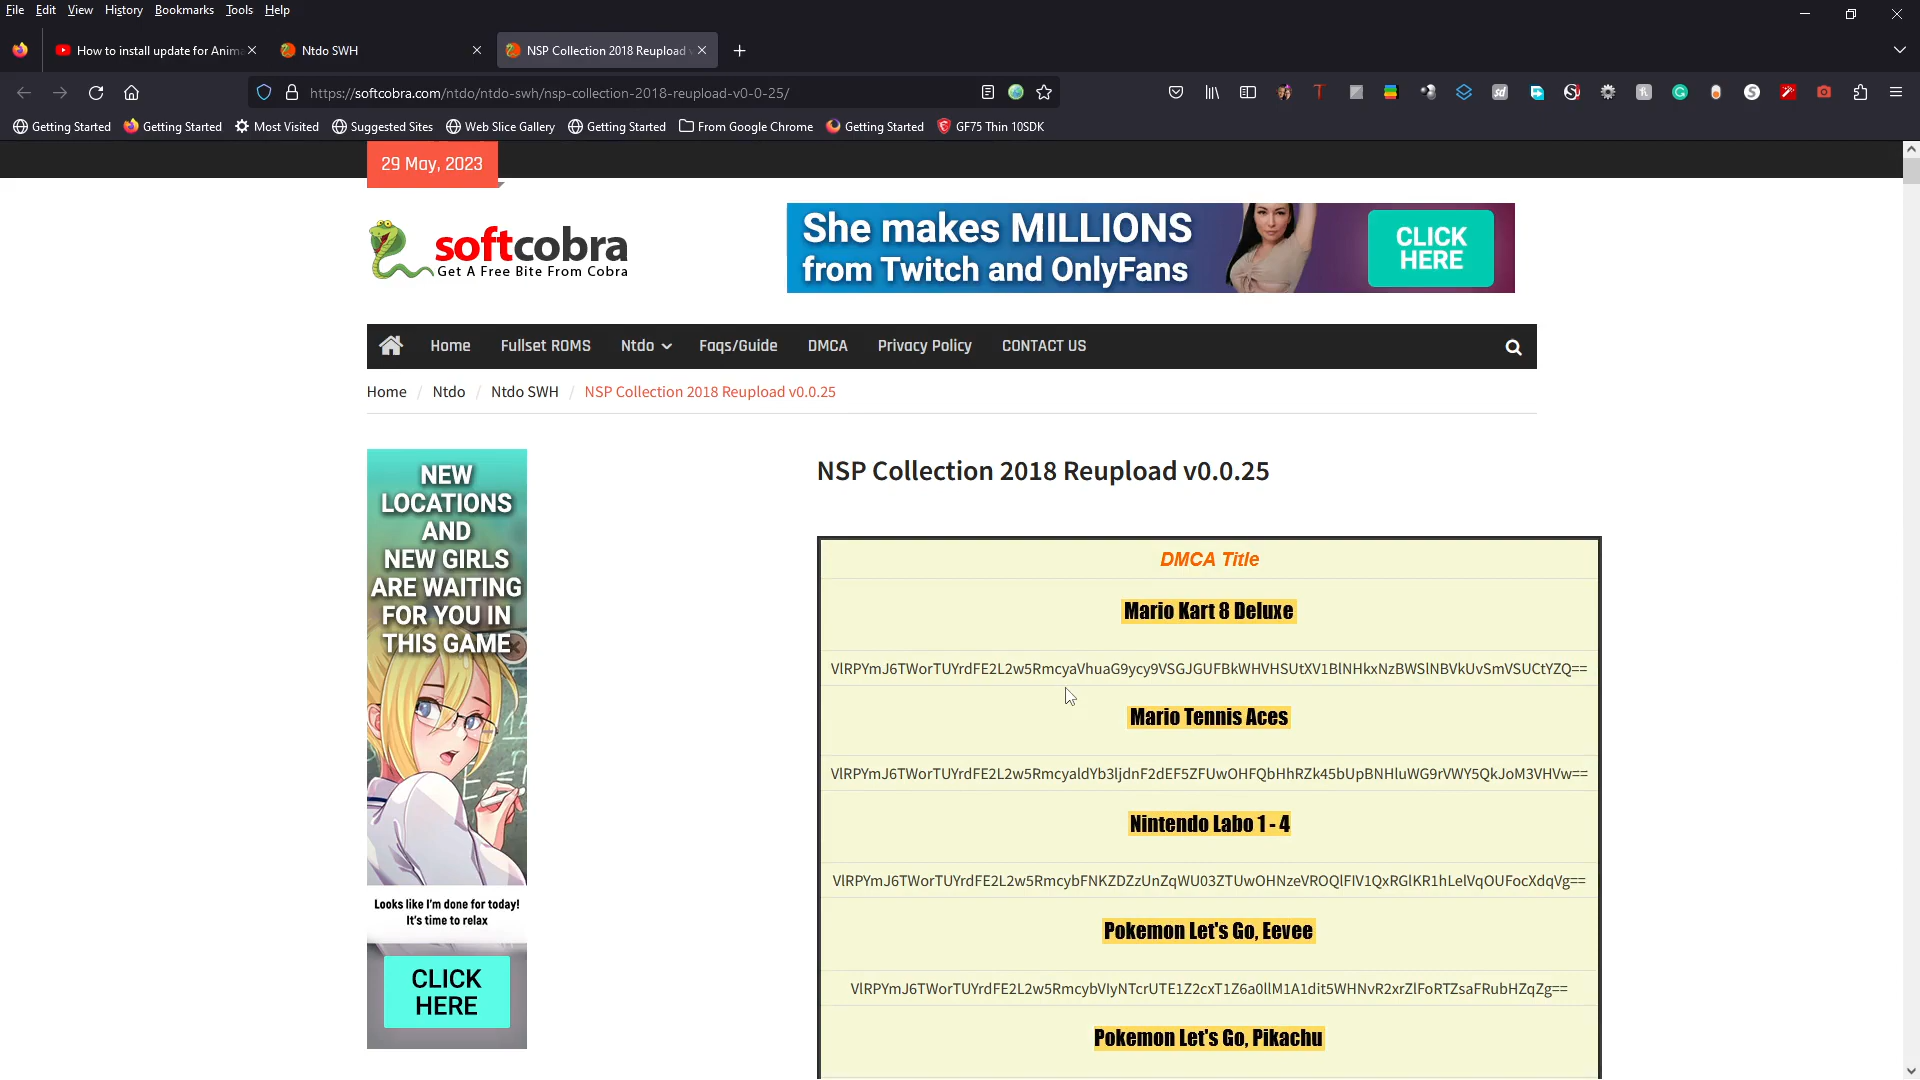 File Edit View History Bookmarks Tools Help
How to install update for Anima
Ntdo SWH
NSP Collection 2018 Reupload v
https://softcobra.com/ntdo/ntdo-swh/nsp-collection-2018-reupload-v0-0-25/
Getting Started Getting Started Most Visited Suggested Sites Web Slice Gallery Getting Started From Google Chrome Getting Started GF75 Thin 10SDK
29 May, 2023
softcobra
Get A Free Bite From Cobra
She makes MILLIONS
from Twitch and OnlyFans
CLICK
HERE
Home Fullset ROMS Ntdo Faqs/Guide DMCA Privacy Policy CONTACT US
Home / Ntdo / Ntdo SWH / NSP Collection 2018 Reupload v0.0.25
NEW
LOCATIONS
AND
NEW GIRLS
ARE WAITING
FOR YOU IN
THIS GAME
Looks like I'm done for today!
It's time to relax
CLICK
HERE
NSP Collection 2018 Reupload v0.0.25
DMCA Title
Mario Kart 8 Deluxe
VlRPYmJ6TWorTUYrdFE2L2w5RmcyaVhuaG9ycy9VSGJGUFBkWHVHSUtXV1BlNHkxNzBWSlNBVkUvSmVSUCtYZQ==
Mario Tennis Aces
VlRPYmJ6TWorTUYrdFE2L2w5RmcyaldYb3ljdnF2dEF5ZFUwOHFQbHhRZk45bUpBNHluWG9rVWY5QkJoM3VHVw==
Nintendo Labo 1 - 4
VlRPYmJ6TWorTUYrdFE2L2w5RmcybFNKZDZzUnZqWU03ZTUwOHNzeVROQlFIV1QxRGlKR1hLelVqOUFocXdqVg==
Pokemon Let's Go, Eevee
VlRPYmJ6TWorTUYrdFE2L2w5RmcybVIyNTcrUTE1Z2cxT1Z6a0llM1A1dit5WHNvR2xrZlFoRTZsaFRubHZqZg==
Pokemon Let's Go, Pikachu